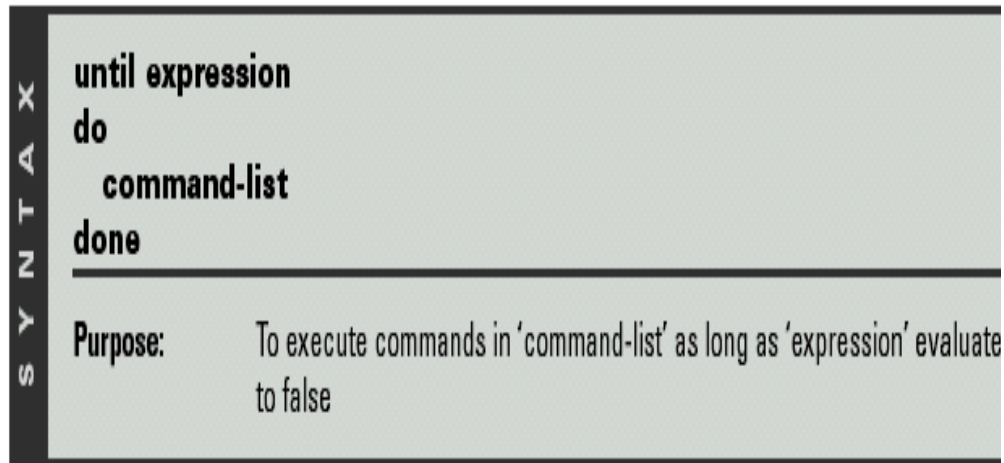 SYNTAX
until expression
do
command-list
done
Purpose: To execute commands in ‘command-list’ as long as ‘expression’ evaluate
to false